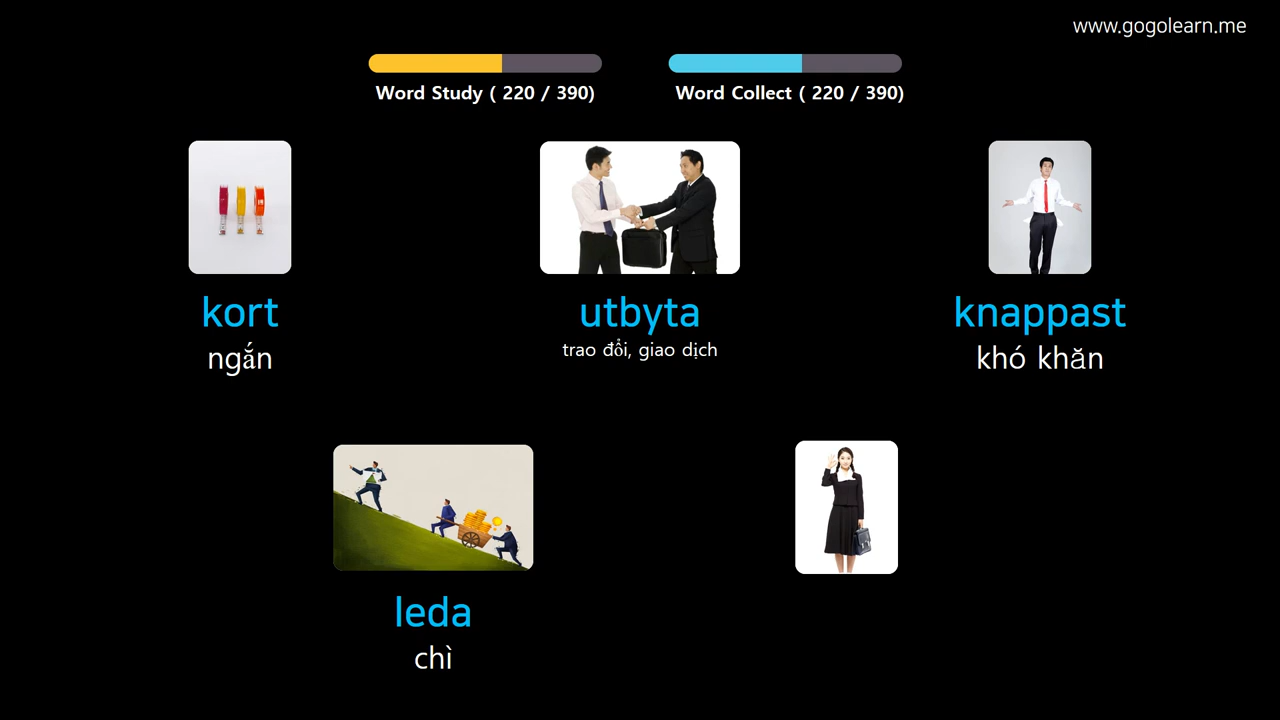 www.gogolearn.me
Word Study ( 220 / 390)
Word Collect ( 220 / 390)
kort
ngắn
utbyta
trao đổi, giao dịch
knappast
khó khăn
leda
chì